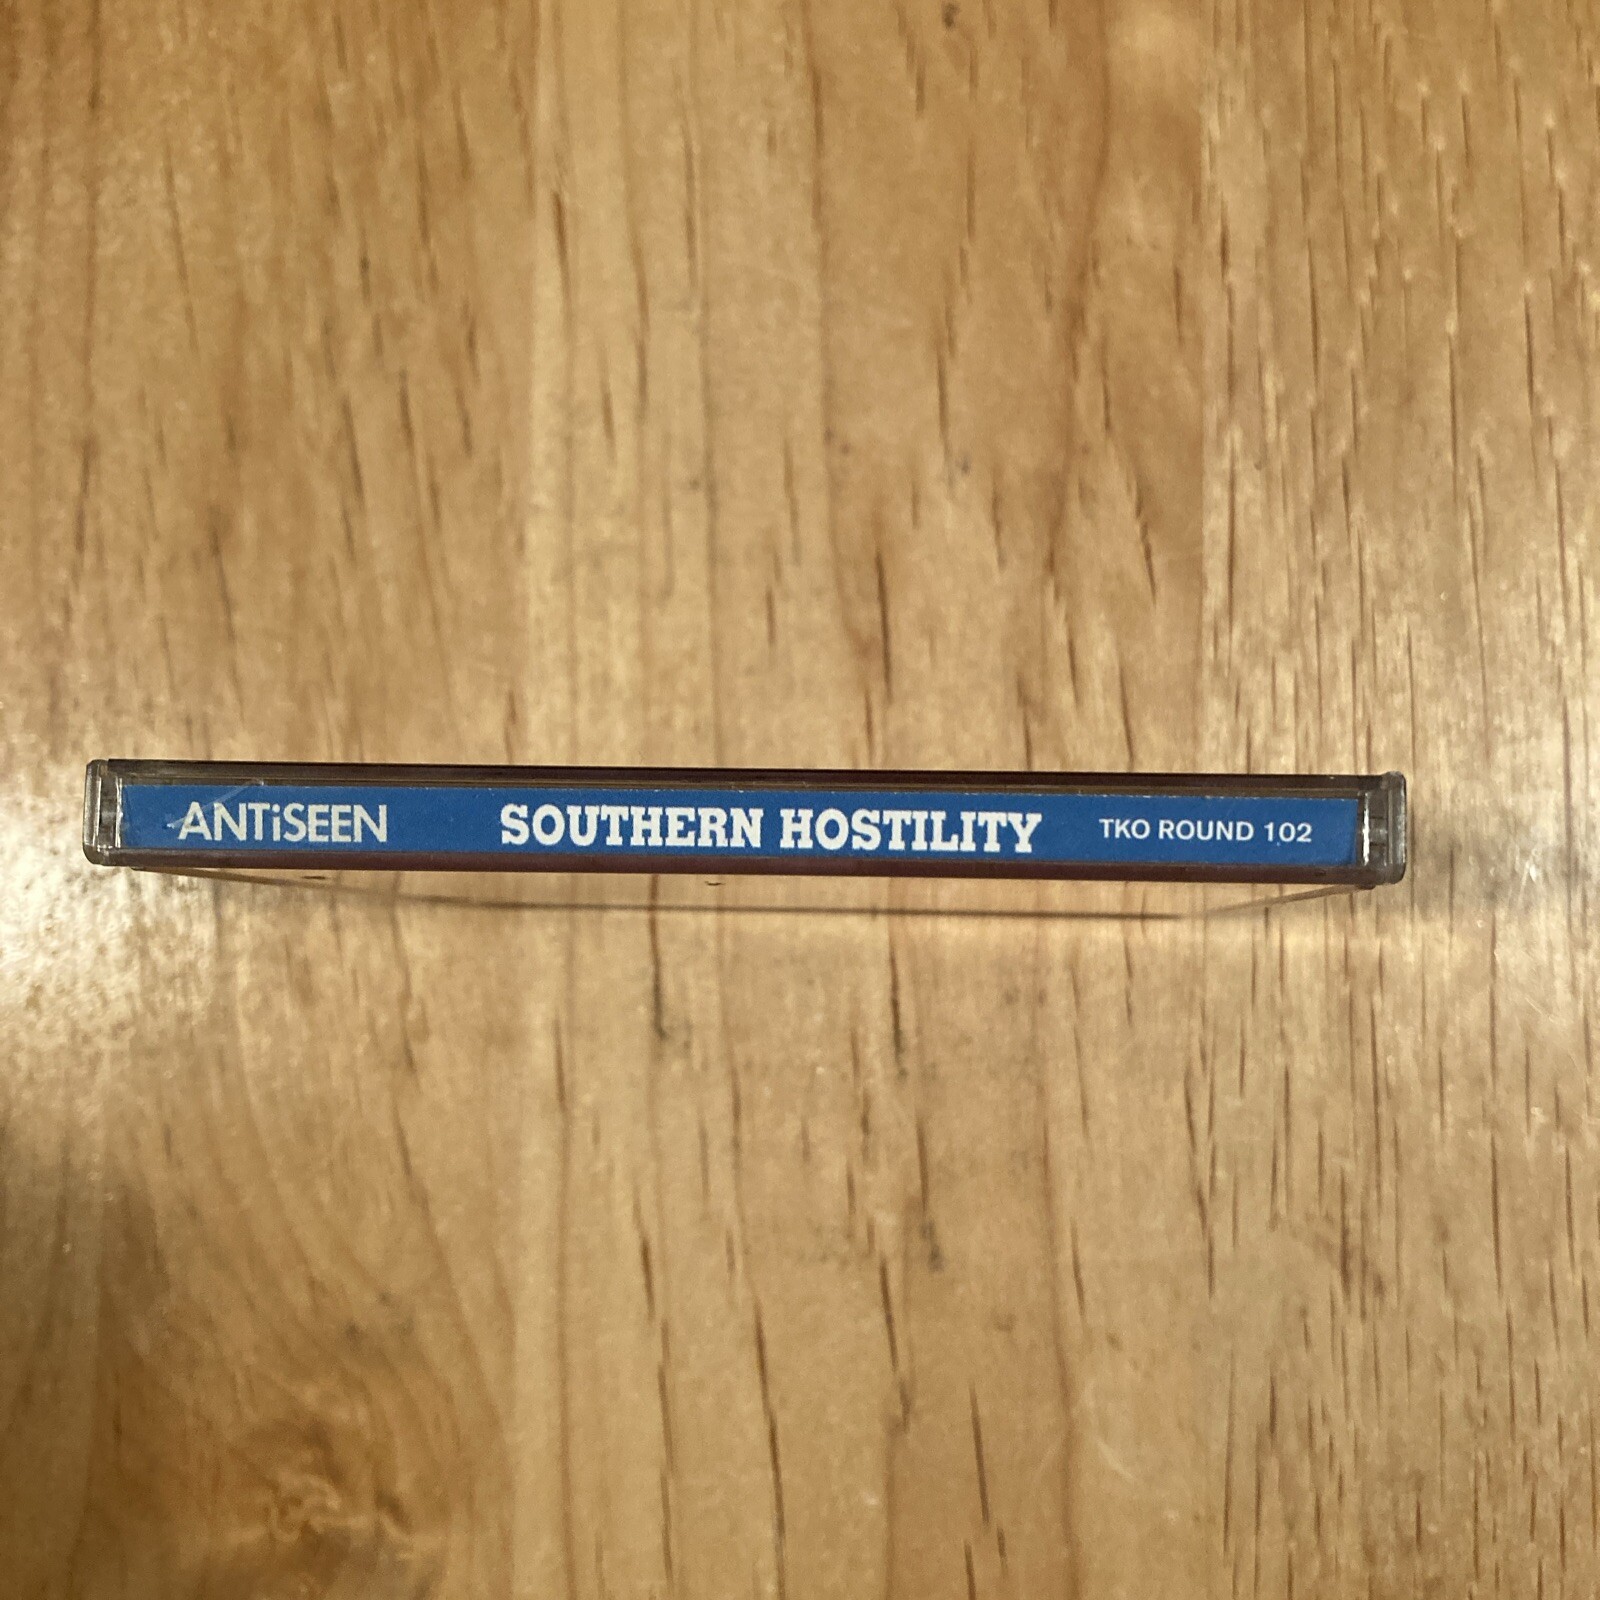 ANTiSEEN SOUTHERN HOSTILITY TKO ROUND 102